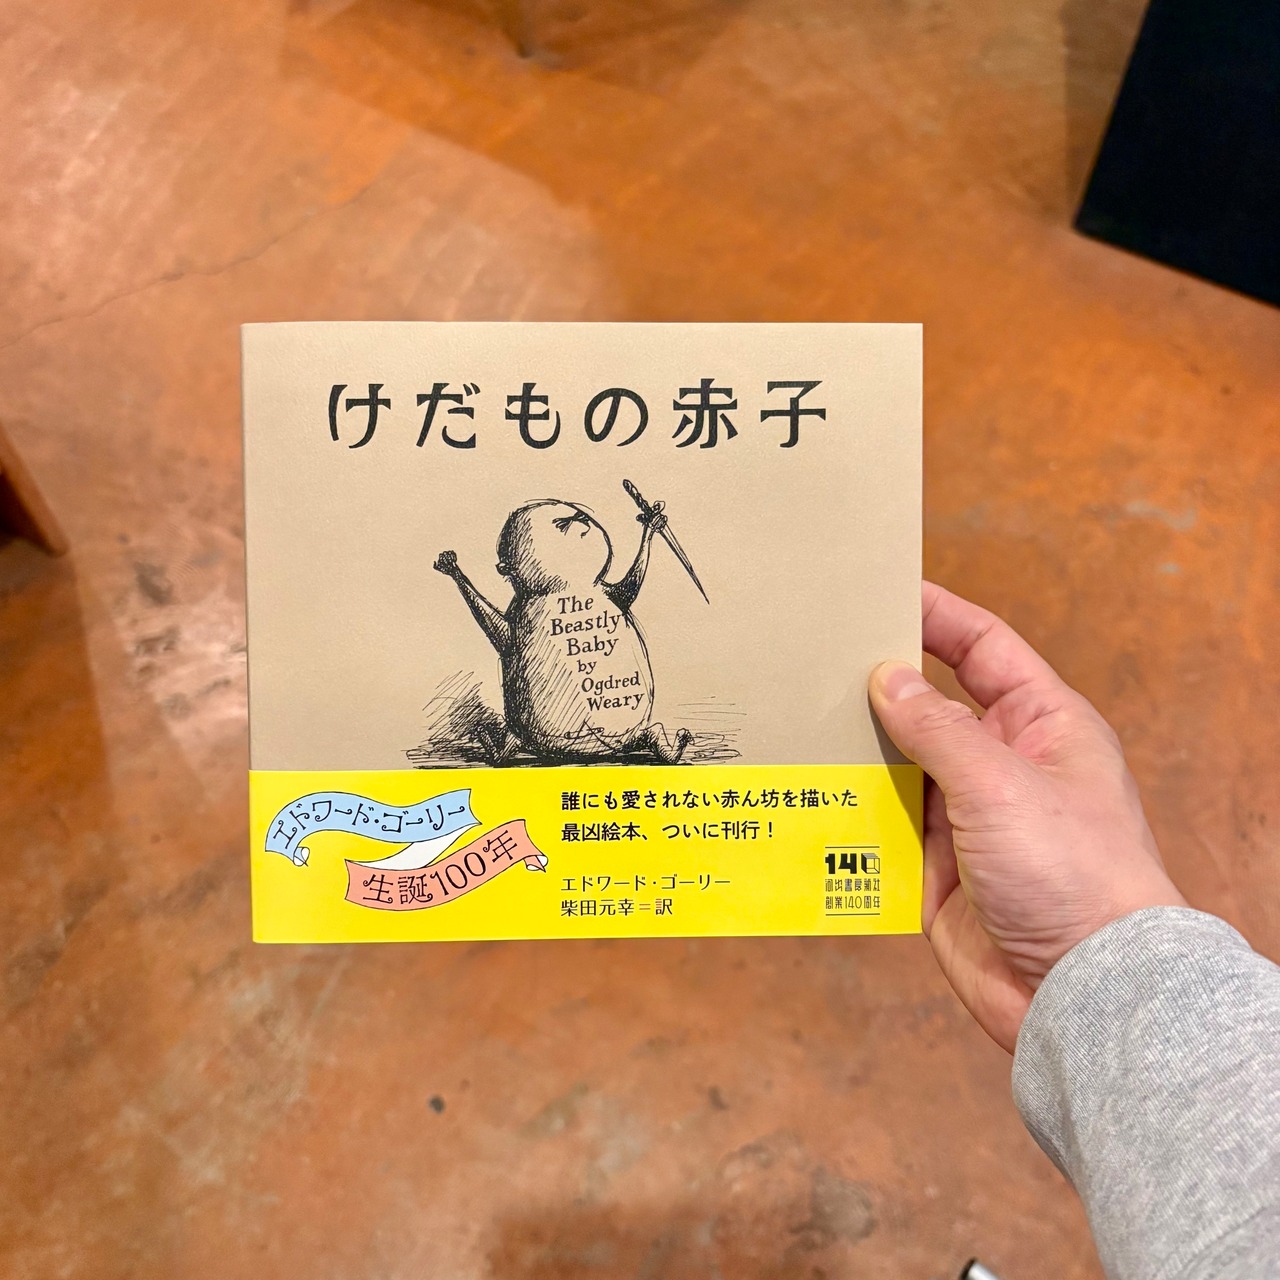 けだもの赤子
The
Beastly
Baby
by
Ogdred
Weary
エドワード・ゴーリー
生誕100年
誰にも愛されない赤ん坊を描いた
最凶絵本、ついに刊行！
エドワード・ゴーリー
柴田元幸＝訳
140
河出書房新社
創業140周年